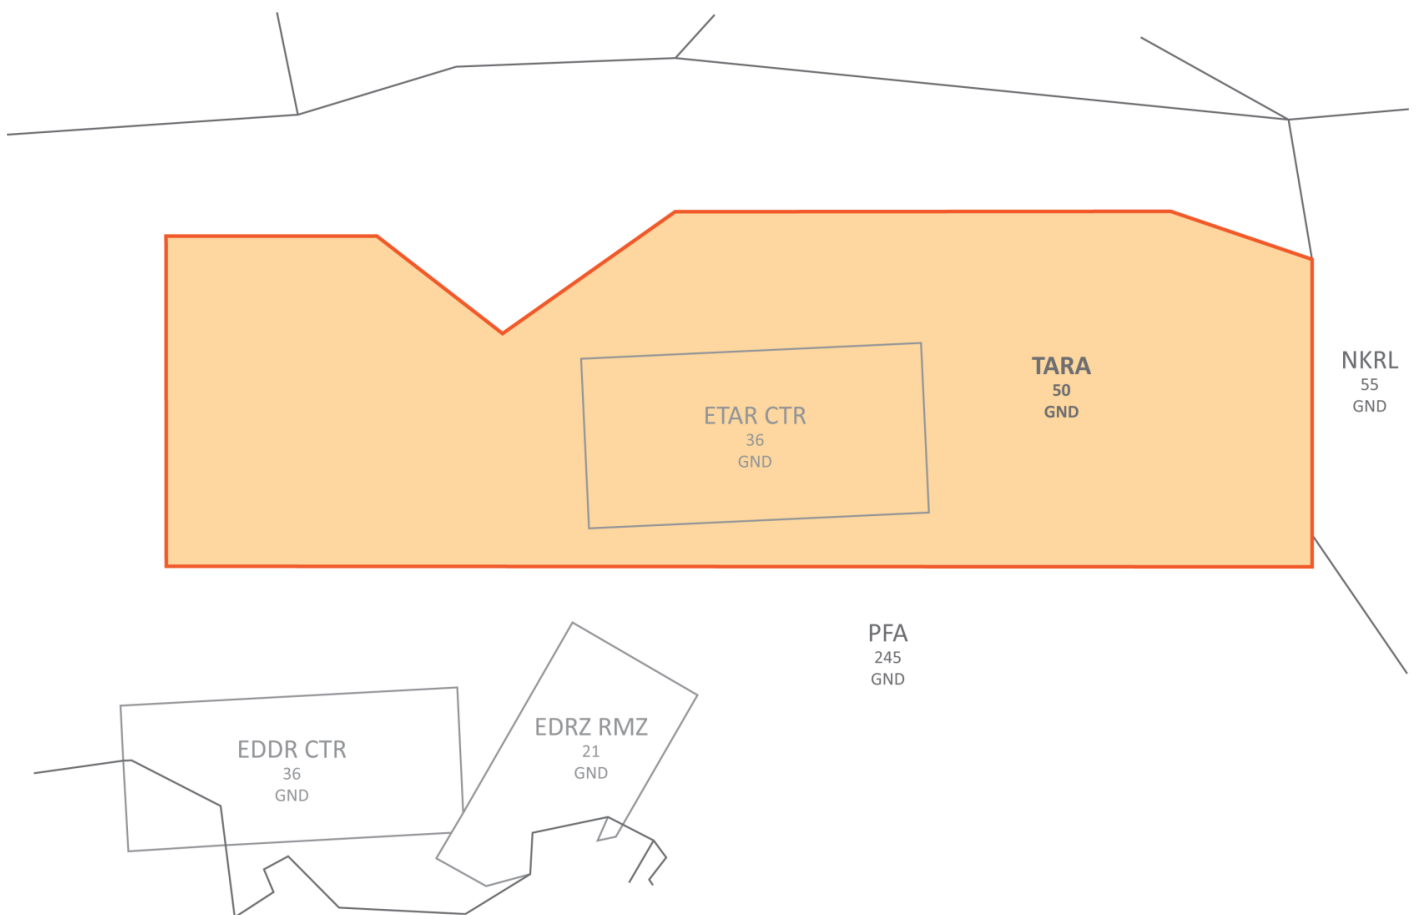 TARA
50
GND
NKRL
55
GND
ETAR CTR
36
GND
PFA
245
GND
EDRZ RMZ
21
GND
EDDR CTR
36
GND